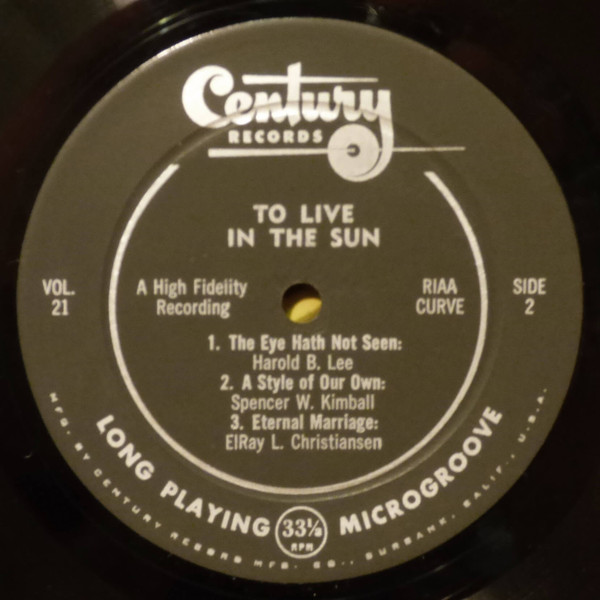 Century
RECORDS
TO LIVE
IN THE SUN
VOL.
21
A High Fidelity
Recording
RIAA
CURVE
SIDE
2
1. The Eye Hath Not Seen:
Harold B. Lee
2. A Style of Our Own:
Spencer W. Kimball
3. Eternal Marriage:
ElRay L. Christiansen
LONG PLAYING 33⅓ RPM MICROGROOVE
MFG. BY CENTURY RECORD MFG. CO., BURBANK, CALIF., U.S.A.